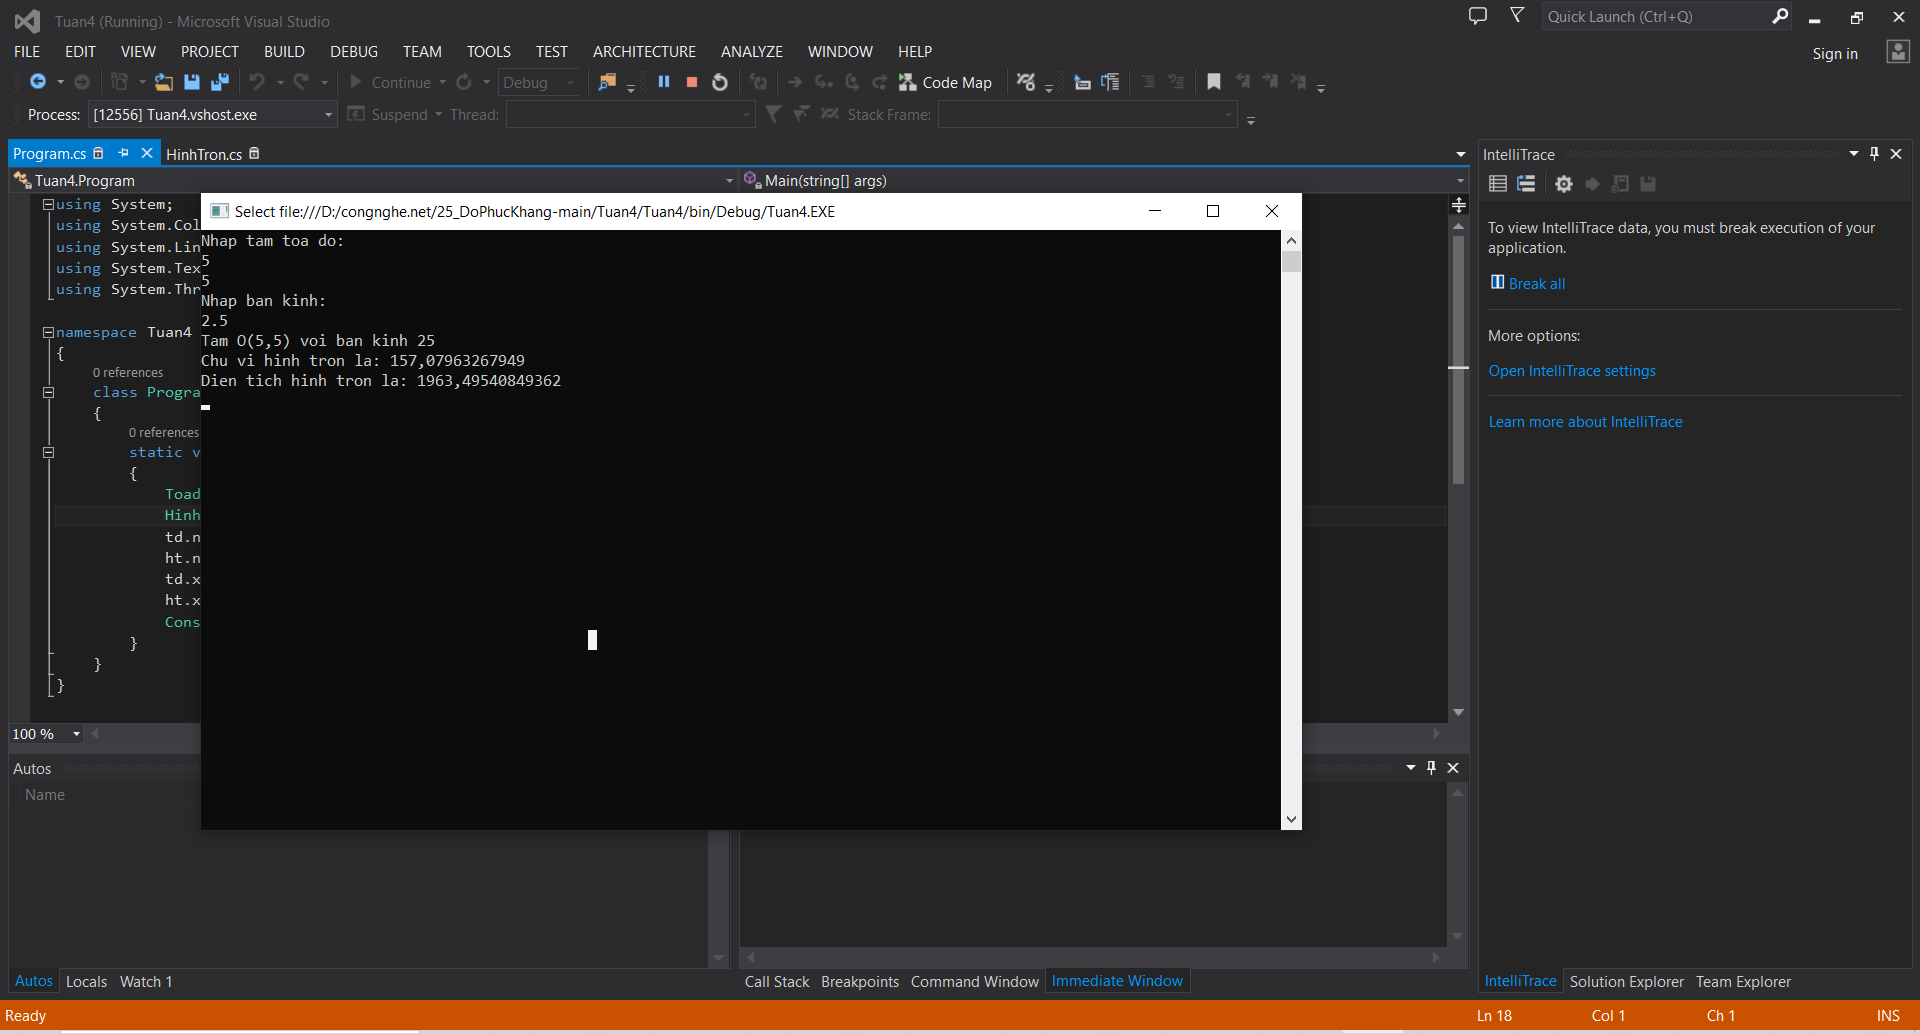 Tuan4 (Running) - Microsoft Visual Studio
Quick Launch (Ctrl+Q)
FILE EDIT VIEW PROJECT BUILD DEBUG TEAM TOOLS TEST ARCHITECTURE ANALYZE WINDOW HELP
Sign in
Continue Debug Code Map
Process: [12556] Tuan4.vshost.exe Suspend Thread: Stack Frame:
Program.cs HinhTron.cs
Tuan4.Program Main(string[] args)
using System;
using System.Col
using System.Lin
using System.Tex
using System.Thr
namespace Tuan4
{
0 references
class Progra
{
0 references
static v
{
Toad
Hinh
td.n
ht.n
td.x
ht.x
Cons
}
}
}
100 %
Select file:///D:/congnghe.net/25_DoPhucKhang-main/Tuan4/Tuan4/bin/Debug/Tuan4.EXE
Nhap tam toa do:
5
5
Nhap ban kinh:
2.5
Tam O(5,5) voi ban kinh 25
Chu vi hinh tron la: 157,07963267949
Dien tich hinh tron la: 1963,49540849362
IntelliTrace
To view IntelliTrace data, you must break execution of your
application.
Break all
More options:
Open IntelliTrace settings
Learn more about IntelliTrace
Autos
Name
Autos Locals Watch 1
Call Stack Breakpoints Command Window Immediate Window
IntelliTrace Solution Explorer Team Explorer
Ready Ln 18 Col 1 Ch 1 INS